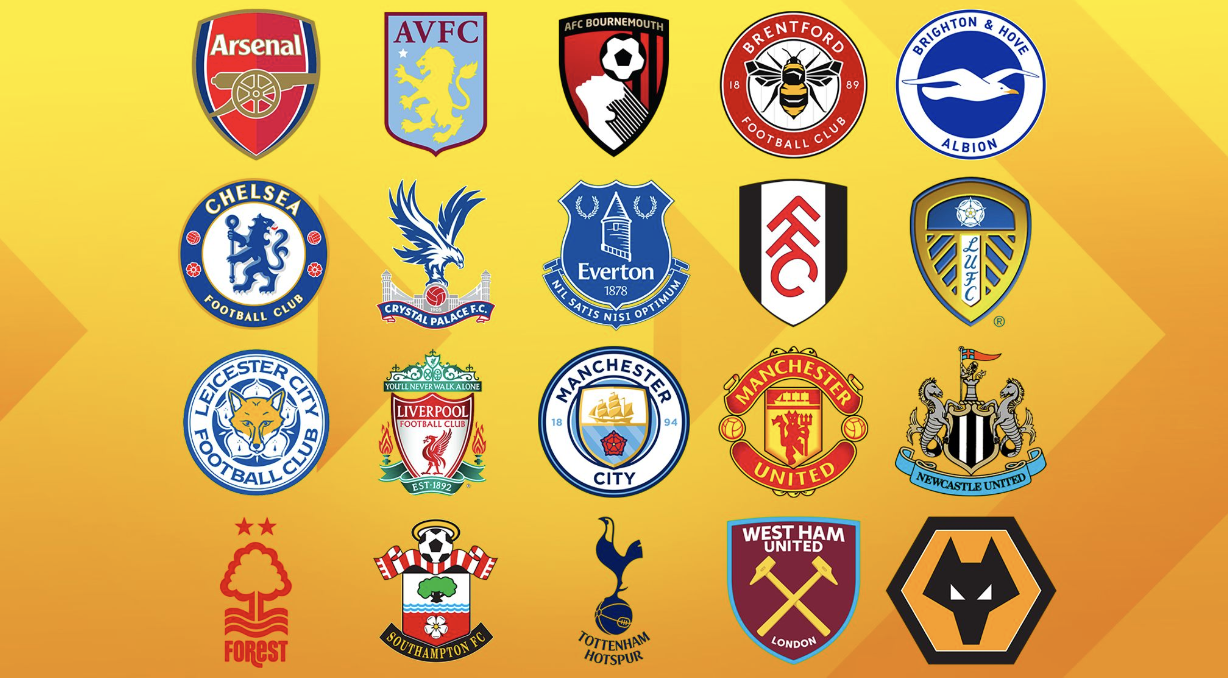 Arsenal
AVFC
AFC BOURNEMOUTH
BRENTFORD
18 89
FOOTBALL CLUB
BRIGHTON & HOVE
ALBION
CHELSEA
FOOTBALL CLUB
CRYSTAL PALACE F.C.
Everton
1878
NIL SATIS NISI OPTIMUM
FFC
LUFC
®
LEICESTER CITY
FOOTBALL CLUB
YOU'LL NEVER WALK ALONE
LIVERPOOL
FOOTBALL CLUB
EST·1892
MANCHESTER
18 94
CITY
MANCHESTER
UNITED
NEWCASTLE UNITED
FOREST
SOUTHAMPTON FC
TOTTENHAM
HOTSPUR
WEST HAM
UNITED
LONDON